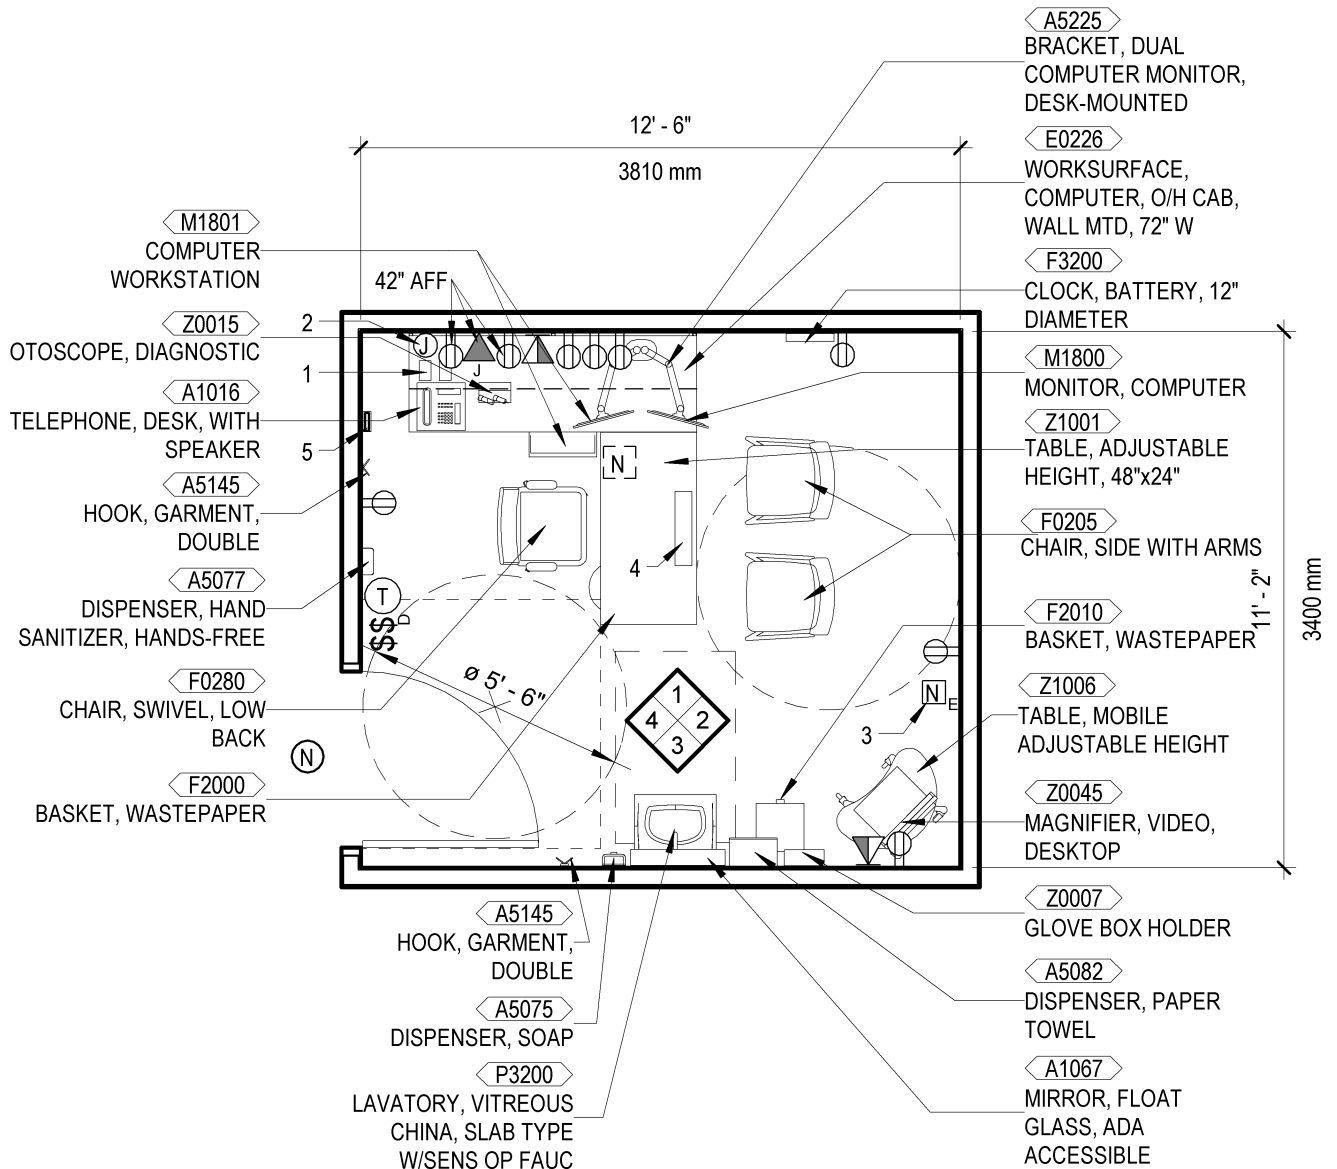 12' - 6"
3810 mm
A5225
BRACKET, DUAL
COMPUTER MONITOR,
DESK-MOUNTED
E0226
WORKSURFACE,
COMPUTER, O/H CAB,
WALL MTD, 72" W
F3200
CLOCK, BATTERY, 12"
DIAMETER
M1800
MONITOR, COMPUTER
Z1001
TABLE, ADJUSTABLE
HEIGHT, 48"x24"
F0205
CHAIR, SIDE WITH ARMS
F2010
BASKET, WASTEPAPER
Z1006
TABLE, MOBILE
ADJUSTABLE HEIGHT
Z0045
MAGNIFIER, VIDEO,
DESKTOP
Z0007
GLOVE BOX HOLDER
A5082
DISPENSER, PAPER
TOWEL
A1067
MIRROR, FLOAT
GLASS, ADA
ACCESSIBLE
11' - 2"
3400 mm
M1801
COMPUTER
WORKSTATION
Z0015
OTOSCOPE, DIAGNOSTIC
A1016
TELEPHONE, DESK, WITH
SPEAKER
A5145
HOOK, GARMENT,
DOUBLE
A5077
DISPENSER, HAND
SANITIZER, HANDS-FREE
F0280
CHAIR, SWIVEL, LOW
BACK
F2000
BASKET, WASTEPAPER
A5145
HOOK, GARMENT,
DOUBLE
A5075
DISPENSER, SOAP
P3200
LAVATORY, VITREOUS
CHINA, SLAB TYPE
W/SENS OP FAUC
42" AFF
2
J
J
1
5
N
4
T
$$
D
ø 5' - 6"
1
4 2
3
N
E
3
N